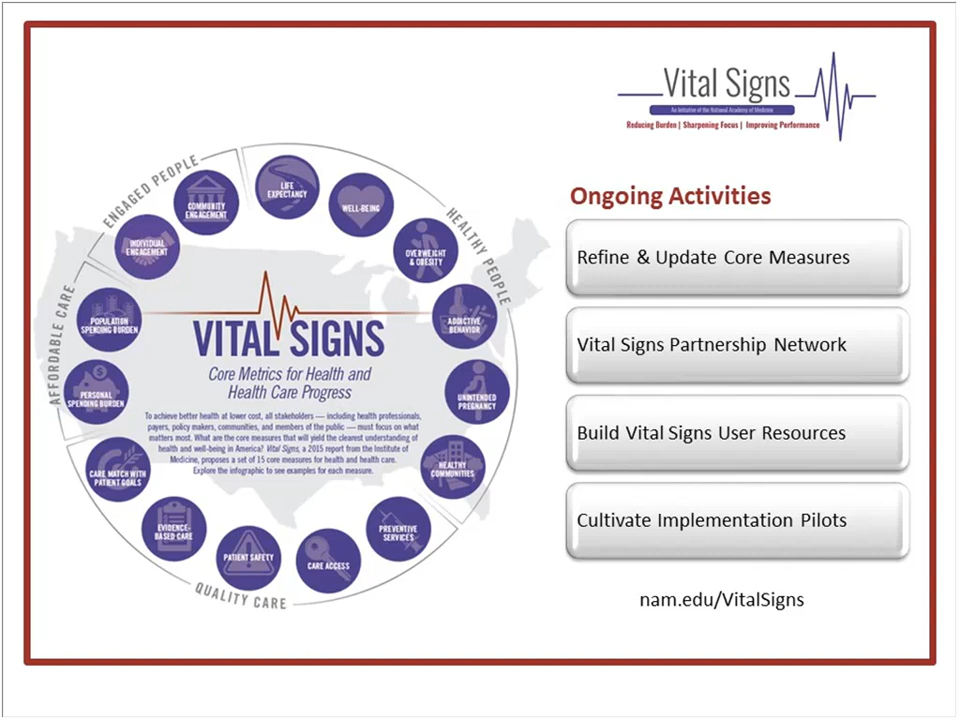 Vital Signs
An Initiative of the National Academy of Medicine
Reducing Burden | Sharpening Focus | Improving Performance
ENGAGED PEOPLE
COMMUNITY
ENGAGEMENT
INDIVIDUAL
ENGAGEMENT
HEALTHY PEOPLE
LIFE
EXPECTANCY
WELL-BEING
OVERWEIGHT
& OBESITY
ADDICTIVE
BEHAVIOR
UNINTENDED
PREGNANCY
HEALTHY
COMMUNITIES
QUALITY CARE
PREVENTIVE
SERVICES
CARE ACCESS
PATIENT SAFETY
EVIDENCE-
BASED CARE
CARE MATCH WITH
PATIENT GOALS
AFFORDABLE CARE
PERSONAL
SPENDING BURDEN
POPULATION
SPENDING BURDEN
VITAL SIGNS
Core Metrics for Health and
Health Care Progress
To achieve better health at lower cost, all stakeholders — including health professionals,
payers, policy makers, communities, and members of the public — must focus on what
matters most. What are the core measures that will yield the clearest understanding of
health and well-being in America? Vital Signs, a 2015 report from the Institute of
Medicine, proposes a set of 15 core measures for health and health care.
Explore the infographic to see examples for each measure.
Ongoing Activities
Refine & Update Core Measures
Vital Signs Partnership Network
Build Vital Signs User Resources
Cultivate Implementation Pilots
nam.edu/VitalSigns